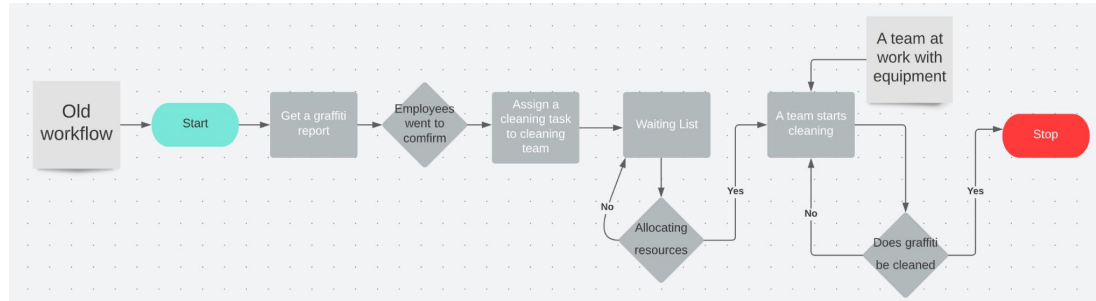 Old
workflow
Start
Get a graffiti
report
Employees
went to
comfirm
Assign a
cleaning task
to cleaning
team
Waiting List
No
Allocating
resources
Yes
A team starts
cleaning
A team at
work with
equipment
No
Does graffiti
be cleaned
Yes
Stop